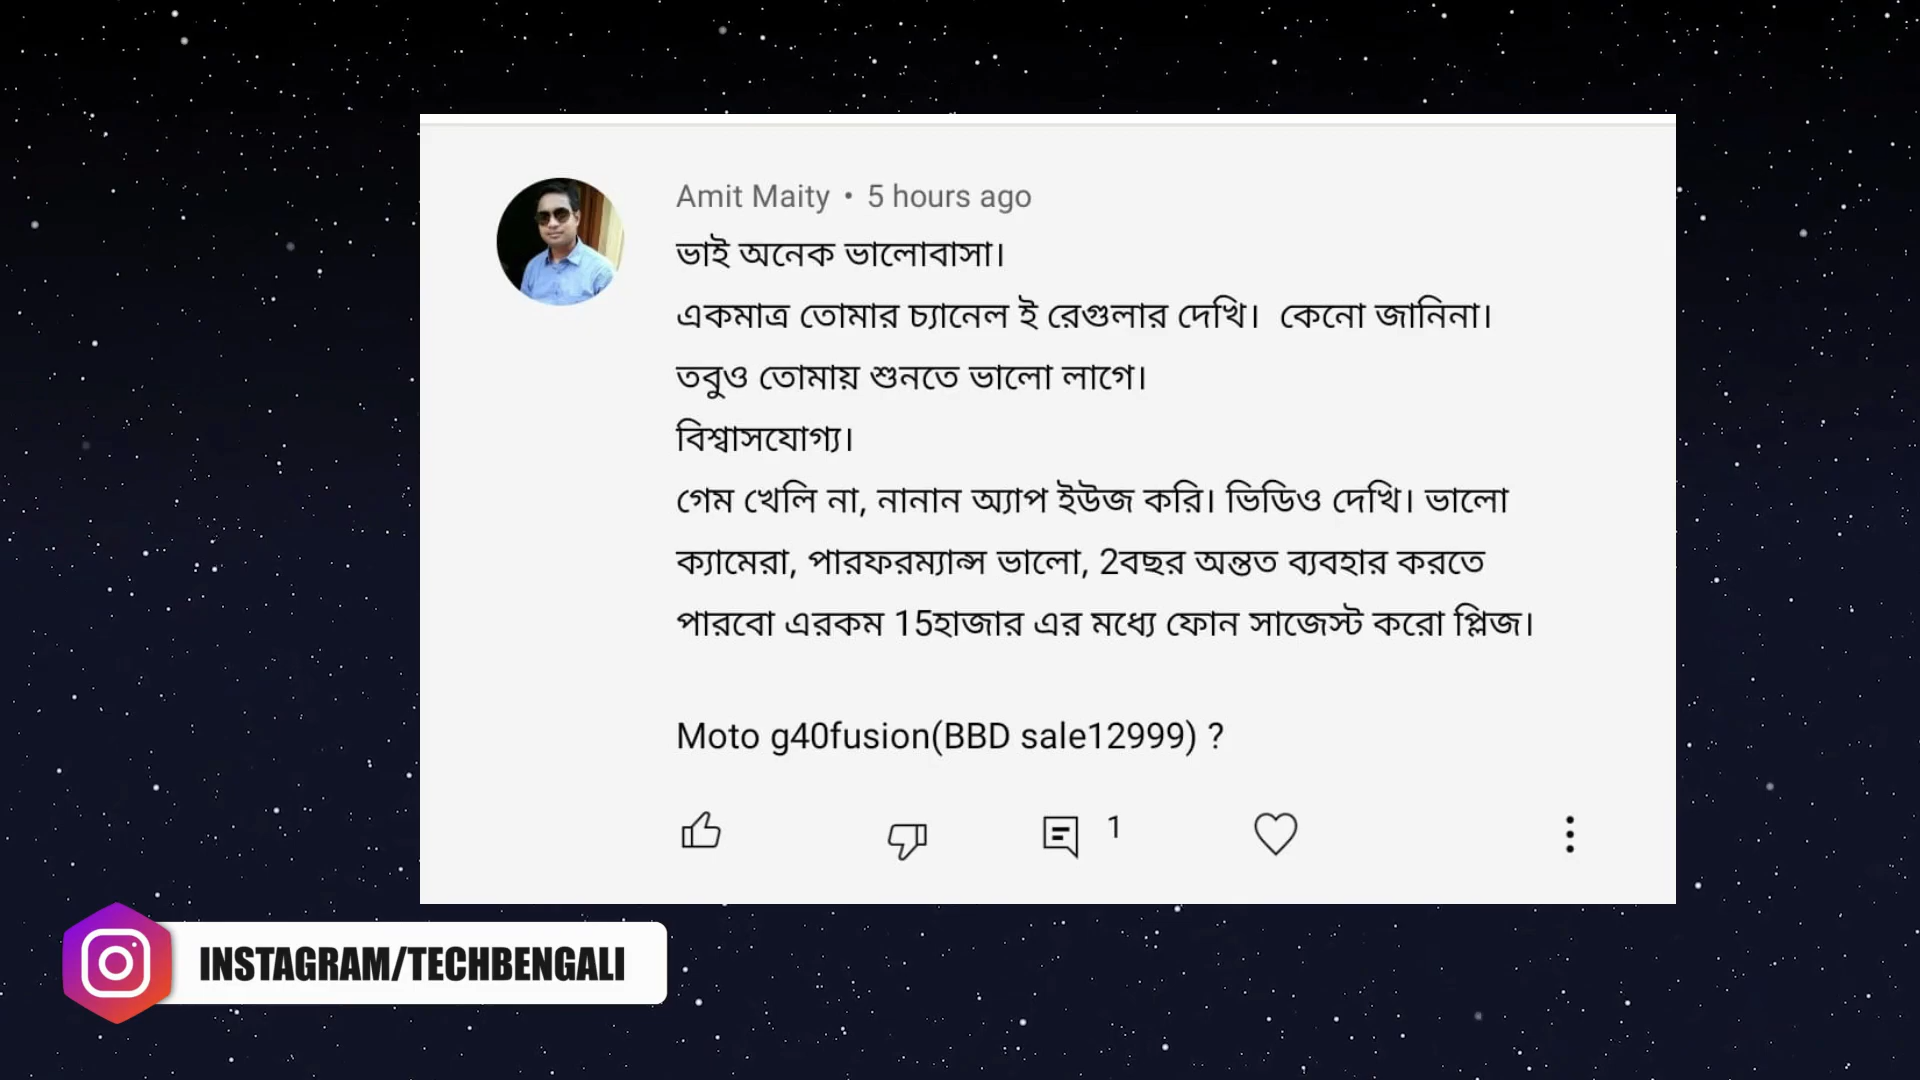 Amit Maity • 5 hours ago
ভাই অনেক ভালোবাসা।
একমাত্র তোমার চ্যানেল ই রেগুলার দেখি। কেনো জানিনা।
তবুও তোমায় শুনতে ভালো লাগে।
বিশ্বাসযোগ্য।
গেম খেলি না, নানান অ্যাপ ইউজ করি। ভিডিও দেখি। ভালো
ক্যামেরা, পারফরম্যান্স ভালো, 2বছর অন্তত ব্যবহার করতে
পারবো এরকম 15হাজার এর মধ্যে ফোন সাজেস্ট করো প্লিজ।
Moto g40fusion(BBD sale12999) ?
1
INSTAGRAM/TECHBENGALI